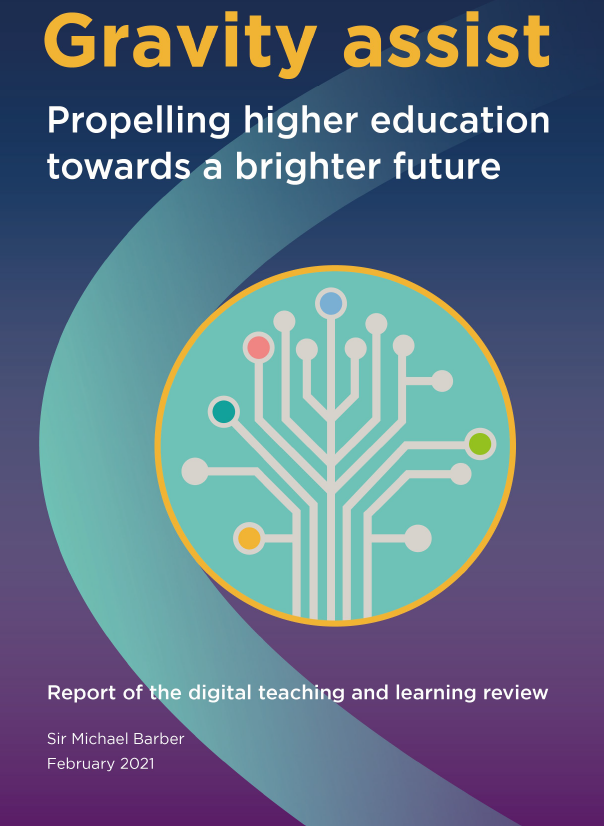 Gravity assist
Propelling higher education
towards a brighter future
Report of the digital teaching and learning review
Sir Michael Barber
February 2021